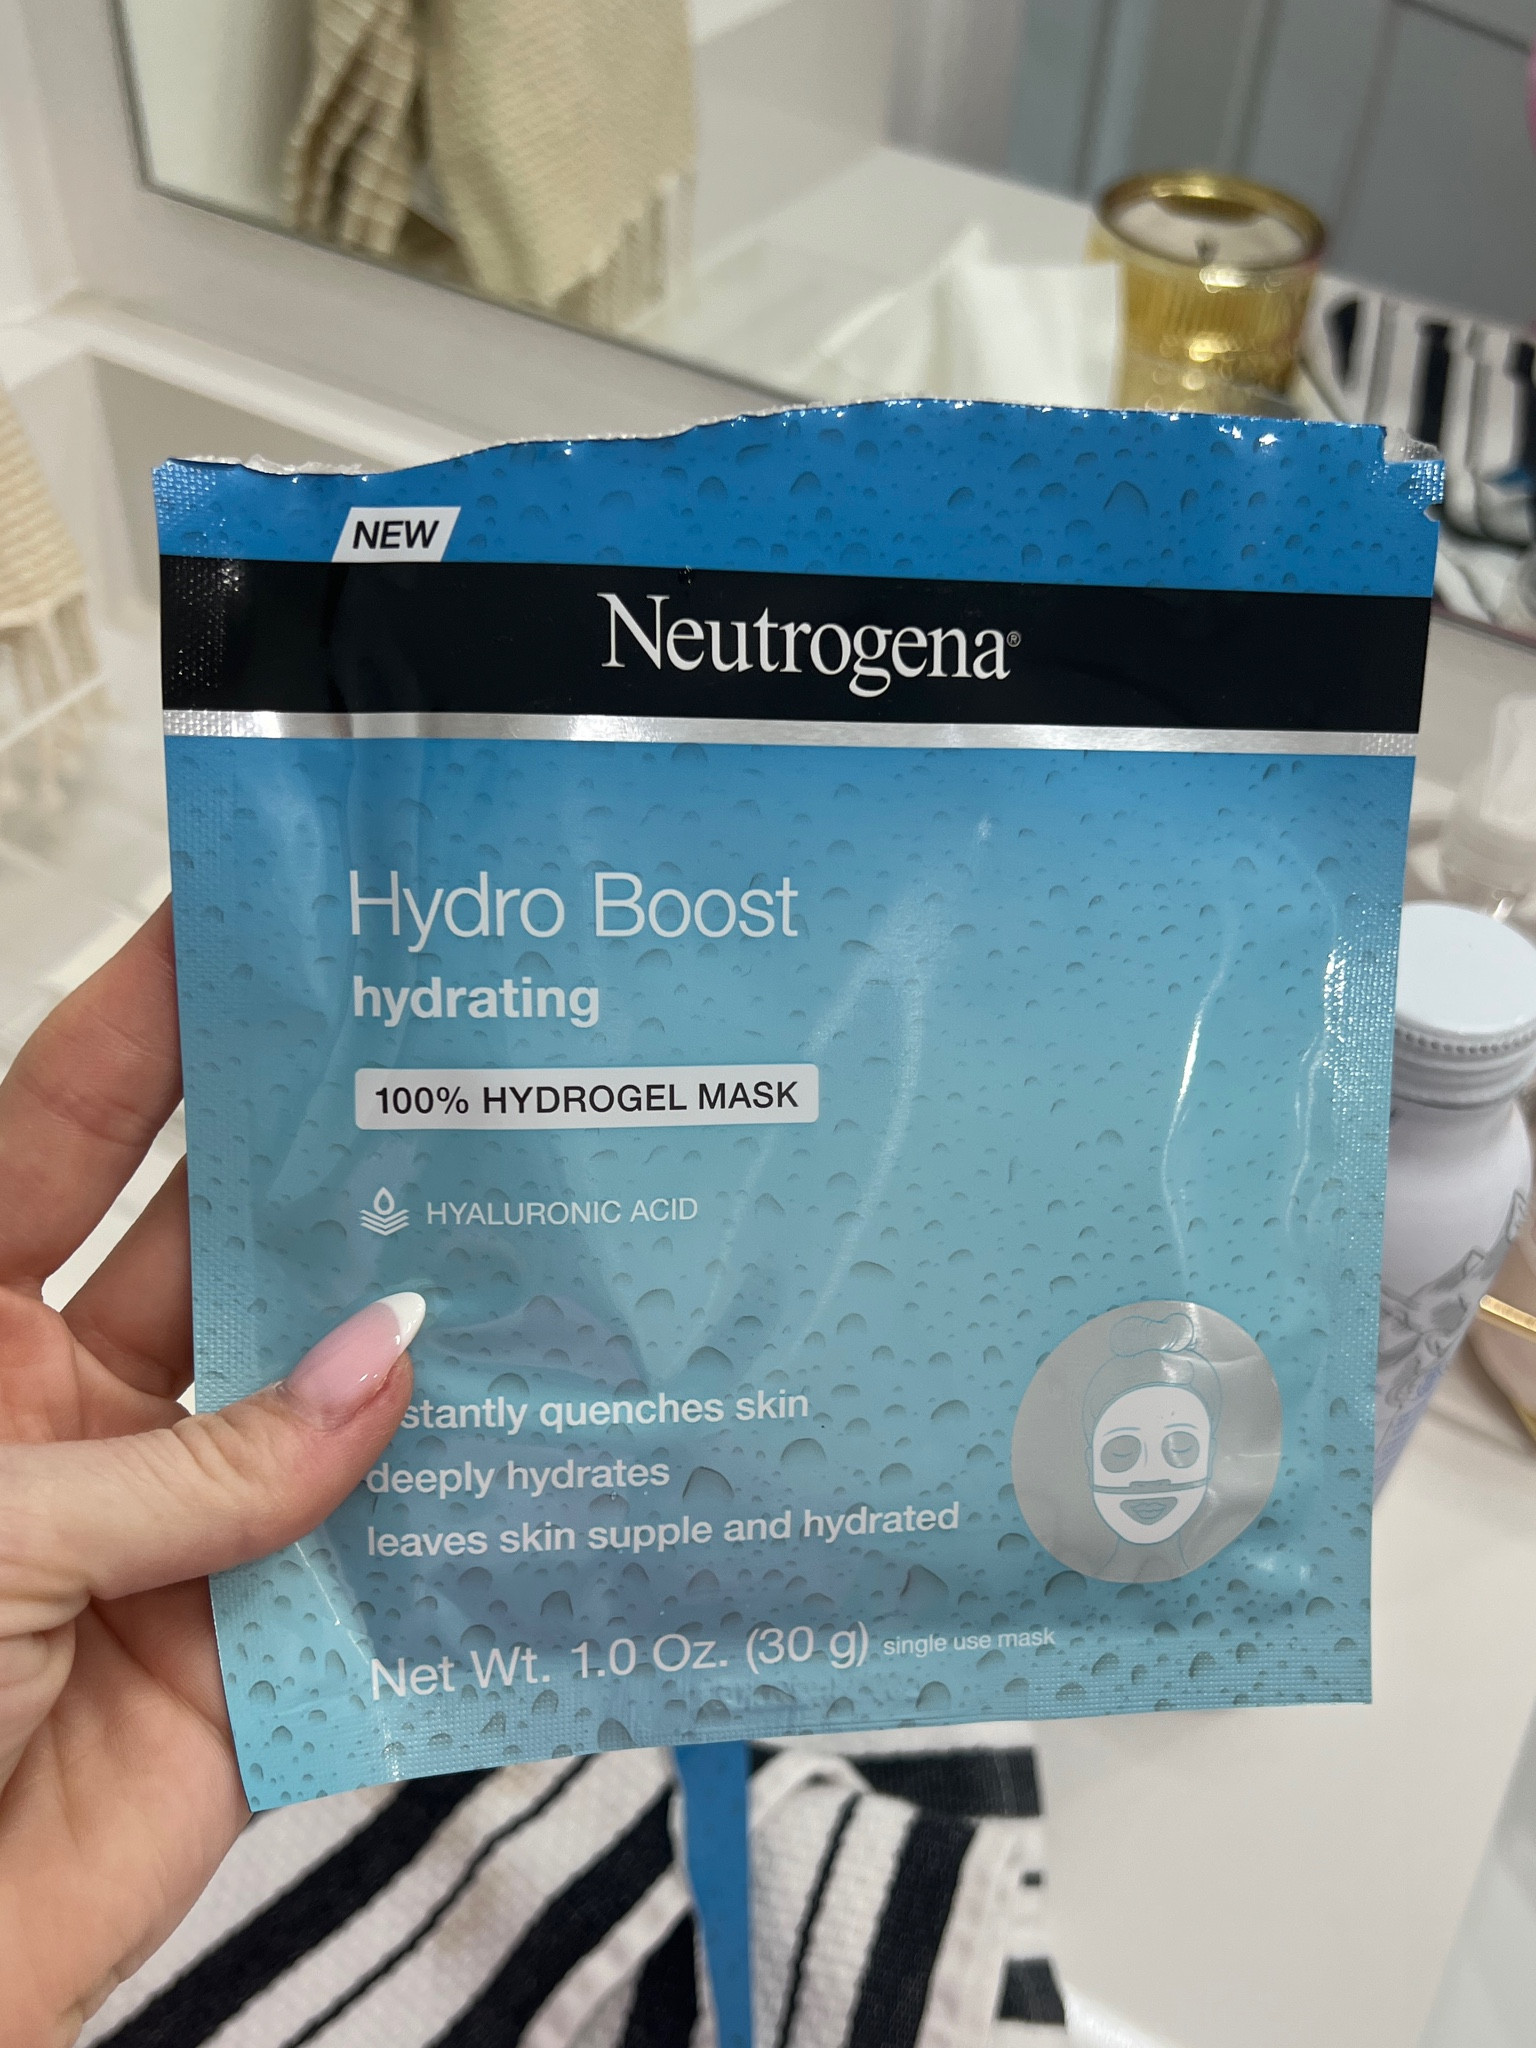 NEW
Neutrogena®
Hydro Boost
hydrating
100% HYDROGEL MASK
HYALURONIC ACID
stantly quenches skin
deeply hydrates
leaves skin supple and hydrated
Net Wt. 1.0 Oz. (30 g) single use mask